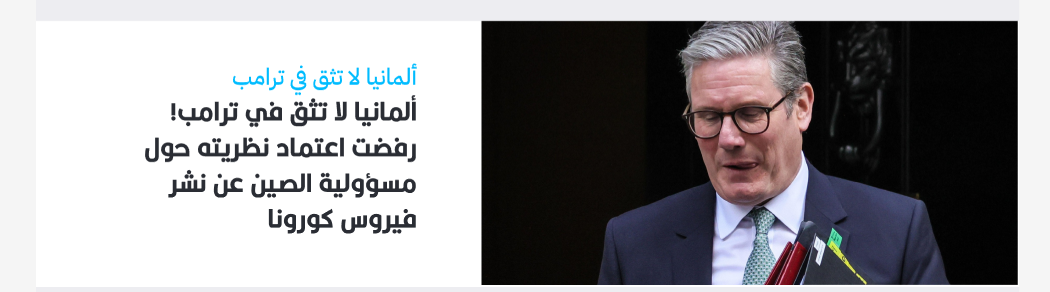 ألمانيا لا تثق في ترامب
ألمانيا لا تثق في ترامب!
رفضت اعتماد نظريته حول
مسؤولية الصين عن نشر
فيروس كورونا